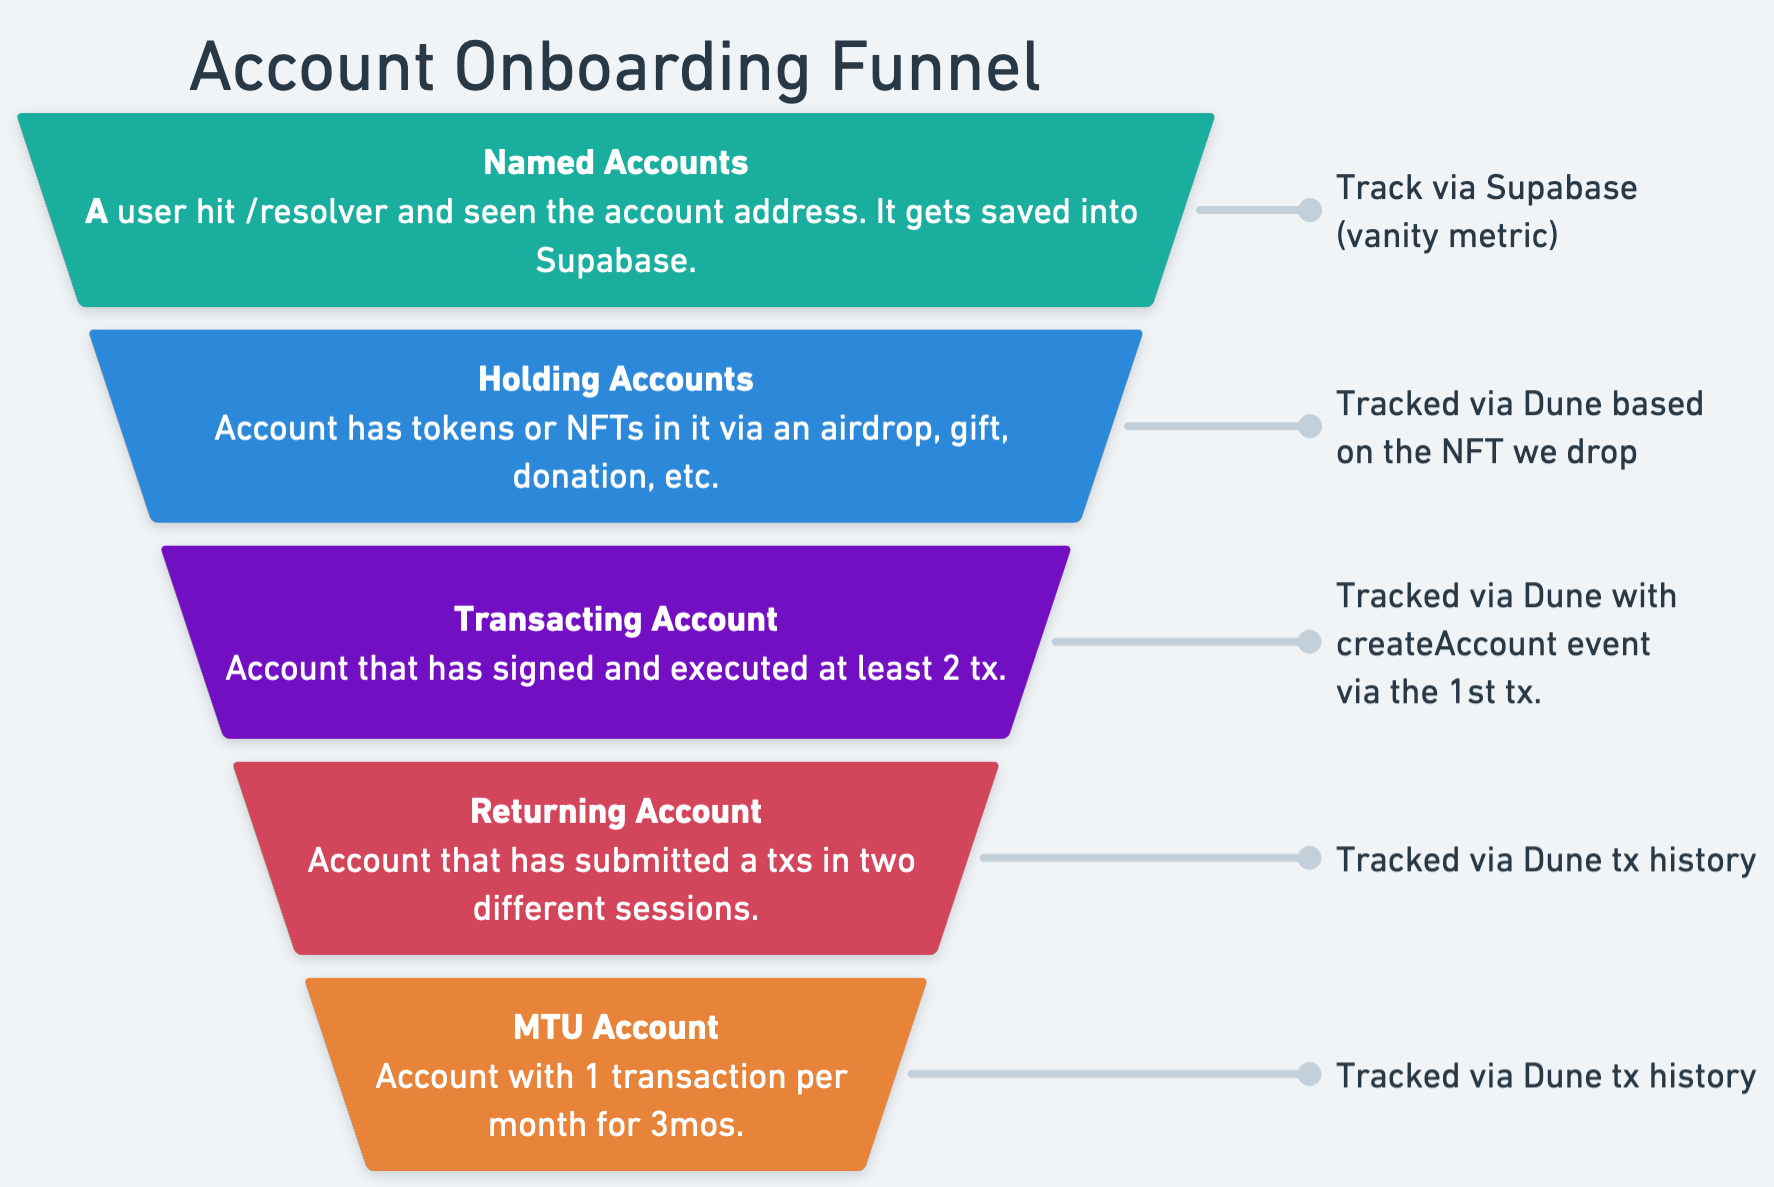 Account Onboarding Funnel
Named Accounts
A user hit /resolver and seen the account address. It gets saved into
Supabase.
Track via Supabase
(vanity metric)
Holding Accounts
Account has tokens or NFTs in it via an airdrop, gift,
donation, etc.
Tracked via Dune based
on the NFT we drop
Transacting Account
Account that has signed and executed at least 2 tx.
Tracked via Dune with
createAccount event
via the 1st tx.
Returning Account
Account that has submitted a txs in two
different sessions.
Tracked via Dune tx history
MTU Account
Account with 1 transaction per
month for 3mos.
Tracked via Dune tx history